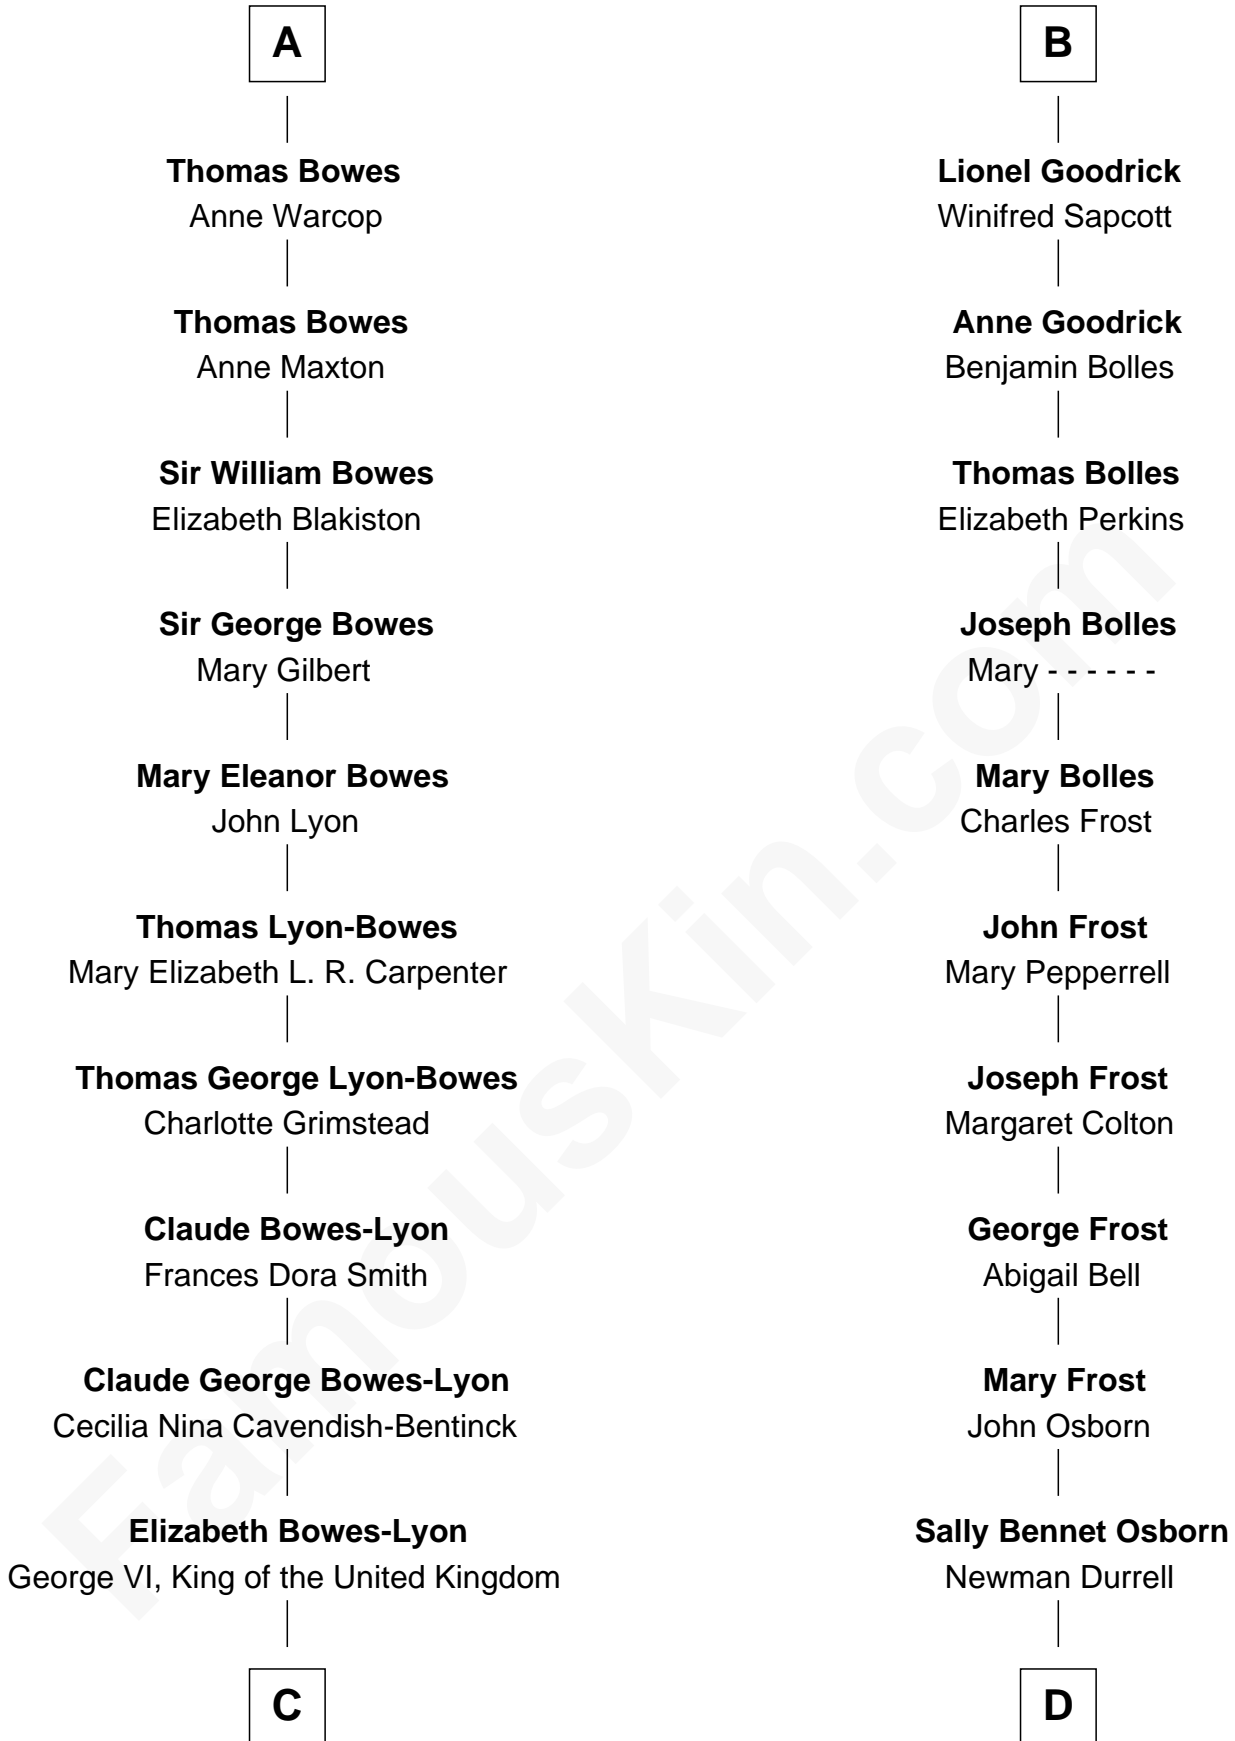 A
Thomas Bowes
Anne Warcop
Thomas Bowes
Anne Maxton
Sir William Bowes
Elizabeth Blakiston
Sir George Bowes
Mary Gilbert
Mary Eleanor Bowes
John Lyon
Thomas Lyon-Bowes
Mary Elizabeth L. R. Carpenter
Thomas George Lyon-Bowes
Charlotte Grimstead
Claude Bowes-Lyon
Frances Dora Smith
Claude George Bowes-Lyon
Cecilia Nina Cavendish-Bentinck
Elizabeth Bowes-Lyon
George VI, King of the United Kingdom
C
B
Lionel Goodrick
Winifred Sapcott
Anne Goodrick
Benjamin Bolles
Thomas Bolles
Elizabeth Perkins
Joseph Bolles
Mary - - - - - -
Mary Bolles
Charles Frost
John Frost
Mary Pepperrell
Joseph Frost
Margaret Colton
George Frost
Abigail Bell
Mary Frost
John Osborn
Sally Bennet Osborn
Newman Durrell
D
FamousKin.com